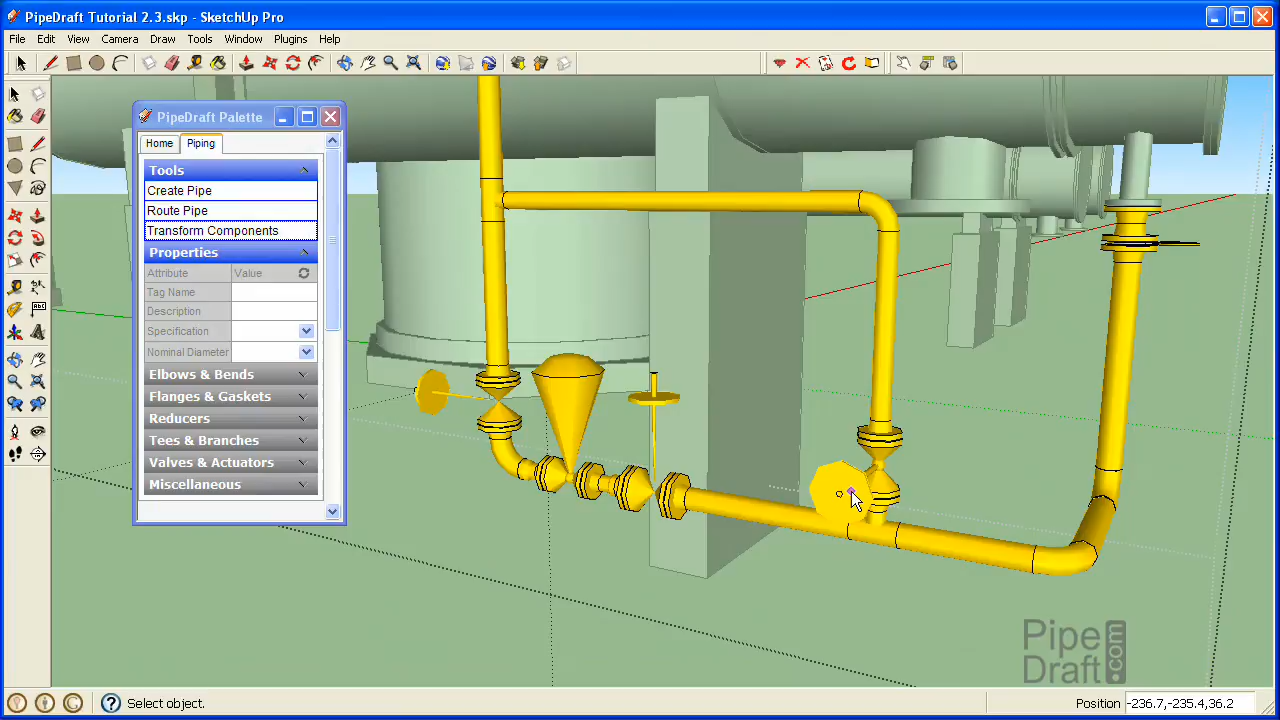 PipeDraft Tutorial 2.3.skp - SketchUp Pro
File Edit View Camera Draw Tools Window Plugins Help
PipeDraft Palette
Home Piping
Tools
Create Pipe
Route Pipe
Transform Components
Properties
Attribute Value
Tag Name
Description
Specification
Nominal Diameter
Elbows & Bends
Flanges & Gaskets
Reducers
Tees & Branches
Valves & Actuators
Miscellaneous
PipeDraft.com
Select object.
Position -236.7,-235.4,36.2